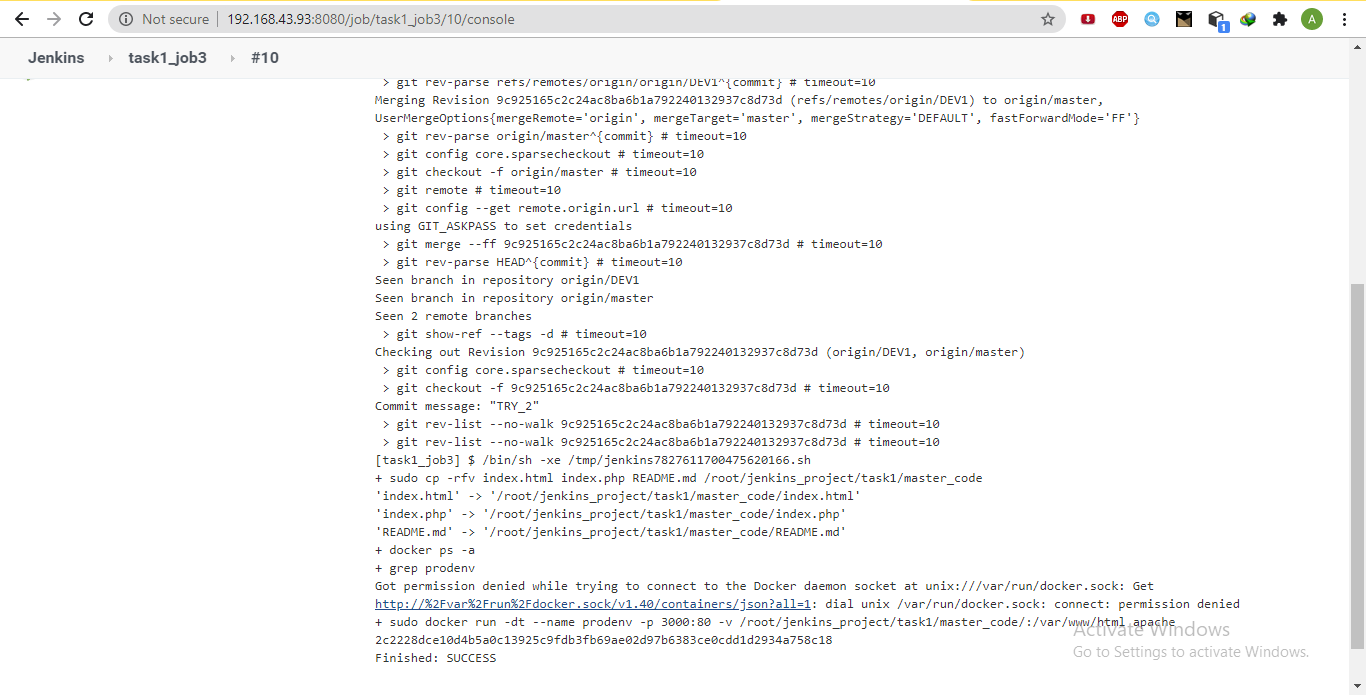 Not secure | 192.168.43.93:8080/job/task1_job3/10/console
ABP
1
A
Jenkins
task1_job3
#10
> git rev-parse refs/remotes/origin/origin/DEV1^{commit} # timeout=10
Merging Revision 9c925165c2c24ac8ba6b1a792240132937c8d73d (refs/remotes/origin/DEV1) to origin/master,
UserMergeOptions{mergeRemote='origin', mergeTarget='master', mergeStrategy='DEFAULT', fastForwardMode='FF'}
> git rev-parse origin/master^{commit} # timeout=10
> git config core.sparsecheckout # timeout=10
> git checkout -f origin/master # timeout=10
> git remote # timeout=10
> git config --get remote.origin.url # timeout=10
using GIT_ASKPASS to set credentials
> git merge --ff 9c925165c2c24ac8ba6b1a792240132937c8d73d # timeout=10
> git rev-parse HEAD^{commit} # timeout=10
Seen branch in repository origin/DEV1
Seen branch in repository origin/master
Seen 2 remote branches
> git show-ref --tags -d # timeout=10
Checking out Revision 9c925165c2c24ac8ba6b1a792240132937c8d73d (origin/DEV1, origin/master)
> git config core.sparsecheckout # timeout=10
> git checkout -f 9c925165c2c24ac8ba6b1a792240132937c8d73d # timeout=10
Commit message: "TRY_2"
> git rev-list --no-walk 9c925165c2c24ac8ba6b1a792240132937c8d73d # timeout=10
> git rev-list --no-walk 9c925165c2c24ac8ba6b1a792240132937c8d73d # timeout=10
[task1_job3] $ /bin/sh -xe /tmp/jenkins7827611700475620166.sh
+ sudo cp -rfv index.html index.php README.md /root/jenkins_project/task1/master_code
'index.html' -> '/root/jenkins_project/task1/master_code/index.html'
'index.php' -> '/root/jenkins_project/task1/master_code/index.php'
'README.md' -> '/root/jenkins_project/task1/master_code/README.md'
+ docker ps -a
+ grep prodenv
Got permission denied while trying to connect to the Docker daemon socket at unix:///var/run/docker.sock: Get
http://%2Fvar%2Frun%2Fdocker.sock/v1.40/containers/json?all=1: dial unix /var/run/docker.sock: connect: permission denied
+ sudo docker run -dt --name prodenv -p 3000:80 -v /root/jenkins_project/task1/master_code/:/var/www/html apache
2c2228dce10d4b5a0c13925c9fdb3fb69ae02d97b6383ce0cdd1d2934a758c18
Finished: SUCCESS
Activate Windows
Go to Settings to activate Windows.